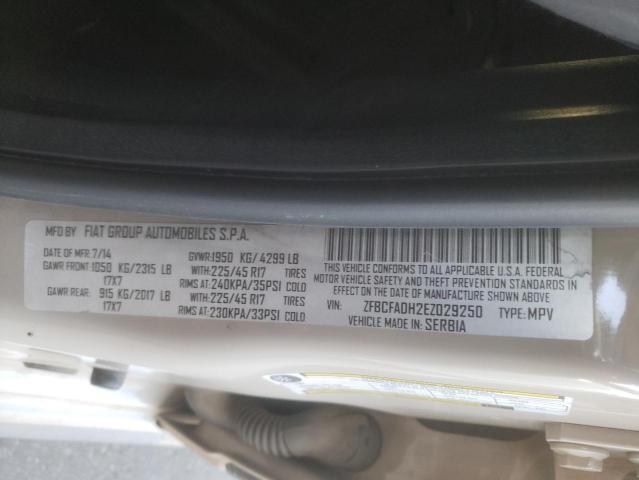 MFD BY FIAT GROUP AUTOMOBILES S.P.A.
DATE OF MFR:7/14 GVWR:1950 KG/ 4299 LB
GAWR FRONT:1050 KG/2315 LB WITH:225/45 R17 TIRES
17X7 RIMS AT:240KPA/35PSI COLD
GAWR REAR: 915 KG/2017 LB WITH:225/45 R17 TIRES
17X7 RIMS AT:230KPA/33PSI COLD
THIS VEHICLE CONFORMS TO ALL APPLICABLE U.S.A. FEDERAL
MOTOR VEHICLE SAFETY AND THEFT PREVENTION STANDARDS
IN EFFECT ON THE DATE OF MANUFACTURE SHOWN ABOVE.
VIN: ZFBCFADH2EZ029250 TYPE: MPV
VEHICLE MADE IN SERBIA